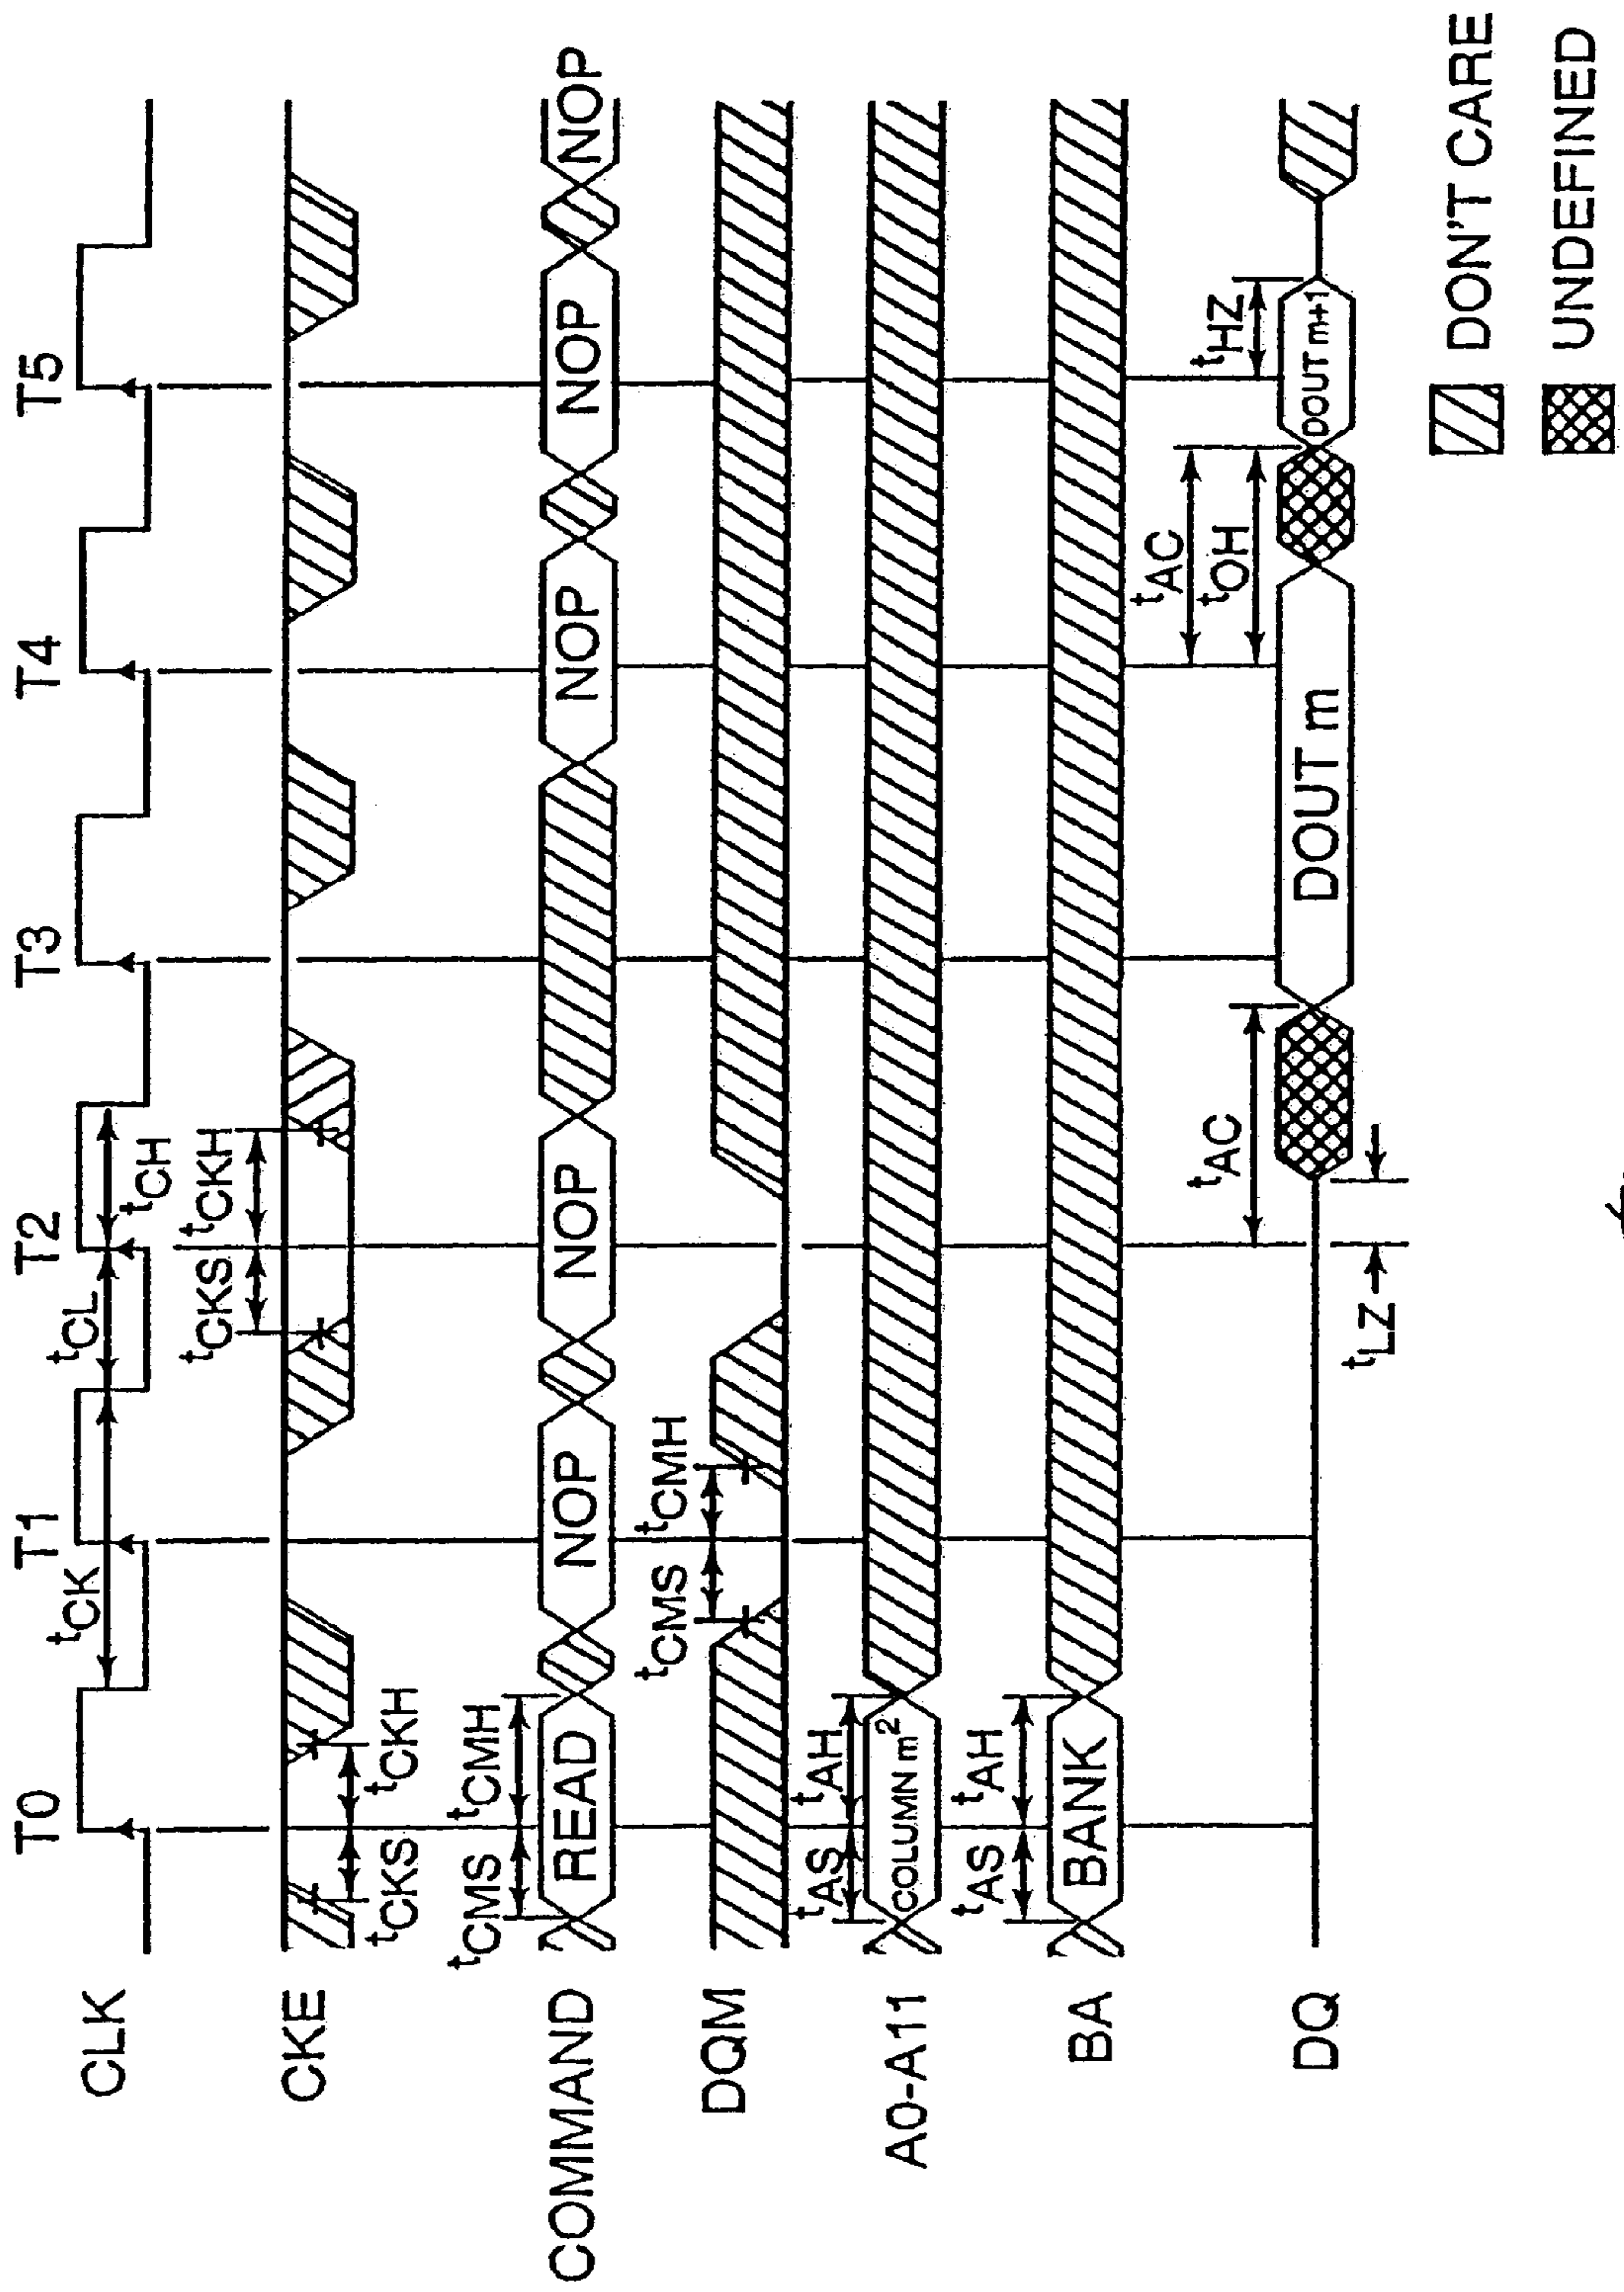 T0 T1 T2 T3 T4 T5
CLK
tCK tCL tCH
CKE
tCKS tCKH tCKS tCKH
tCMS tCMH
COMMAND READ NOP NOP NOP NOP NOP
tCMS tCMH
DQM
tAS tAH
A0-A11 COLUMN m²
tAS tAH
BA BANK
tAC tAC
tOH tHZ
DQ DOUT m DOUT m+1
tLZ
DON'T CARE
UNDEFINED